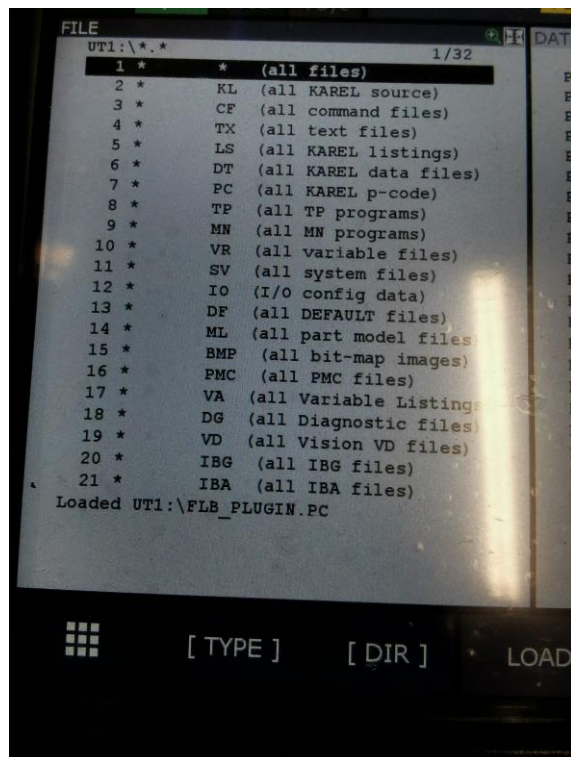 FILE
DAT
UT1:\*.*
1/32
1 * * (all files)
2 * KL (all KAREL source)
3 * CF (all command files)
4 * TX (all text files)
5 * LS (all KAREL listings)
6 * DT (all KAREL data files)
7 * PC (all KAREL p-code)
8 * TP (all TP programs)
9 * MN (all MN programs)
10 * VR (all variable files)
11 * SV (all system files)
12 * IO (I/O config data)
13 * DF (all DEFAULT files)
14 * ML (all part model files
15 * BMP (all bit-map images)
16 * PMC (all PMC files)
17 * VA (all Variable Listings
18 * DG (all Diagnostic files
19 * VD (all Vision VD files)
20 * IBG (all IBG files)
21 * IBA (all IBA files)
Loaded UT1:\FLB_PLUGIN.PC
[ TYPE ] [ DIR ] LOAD